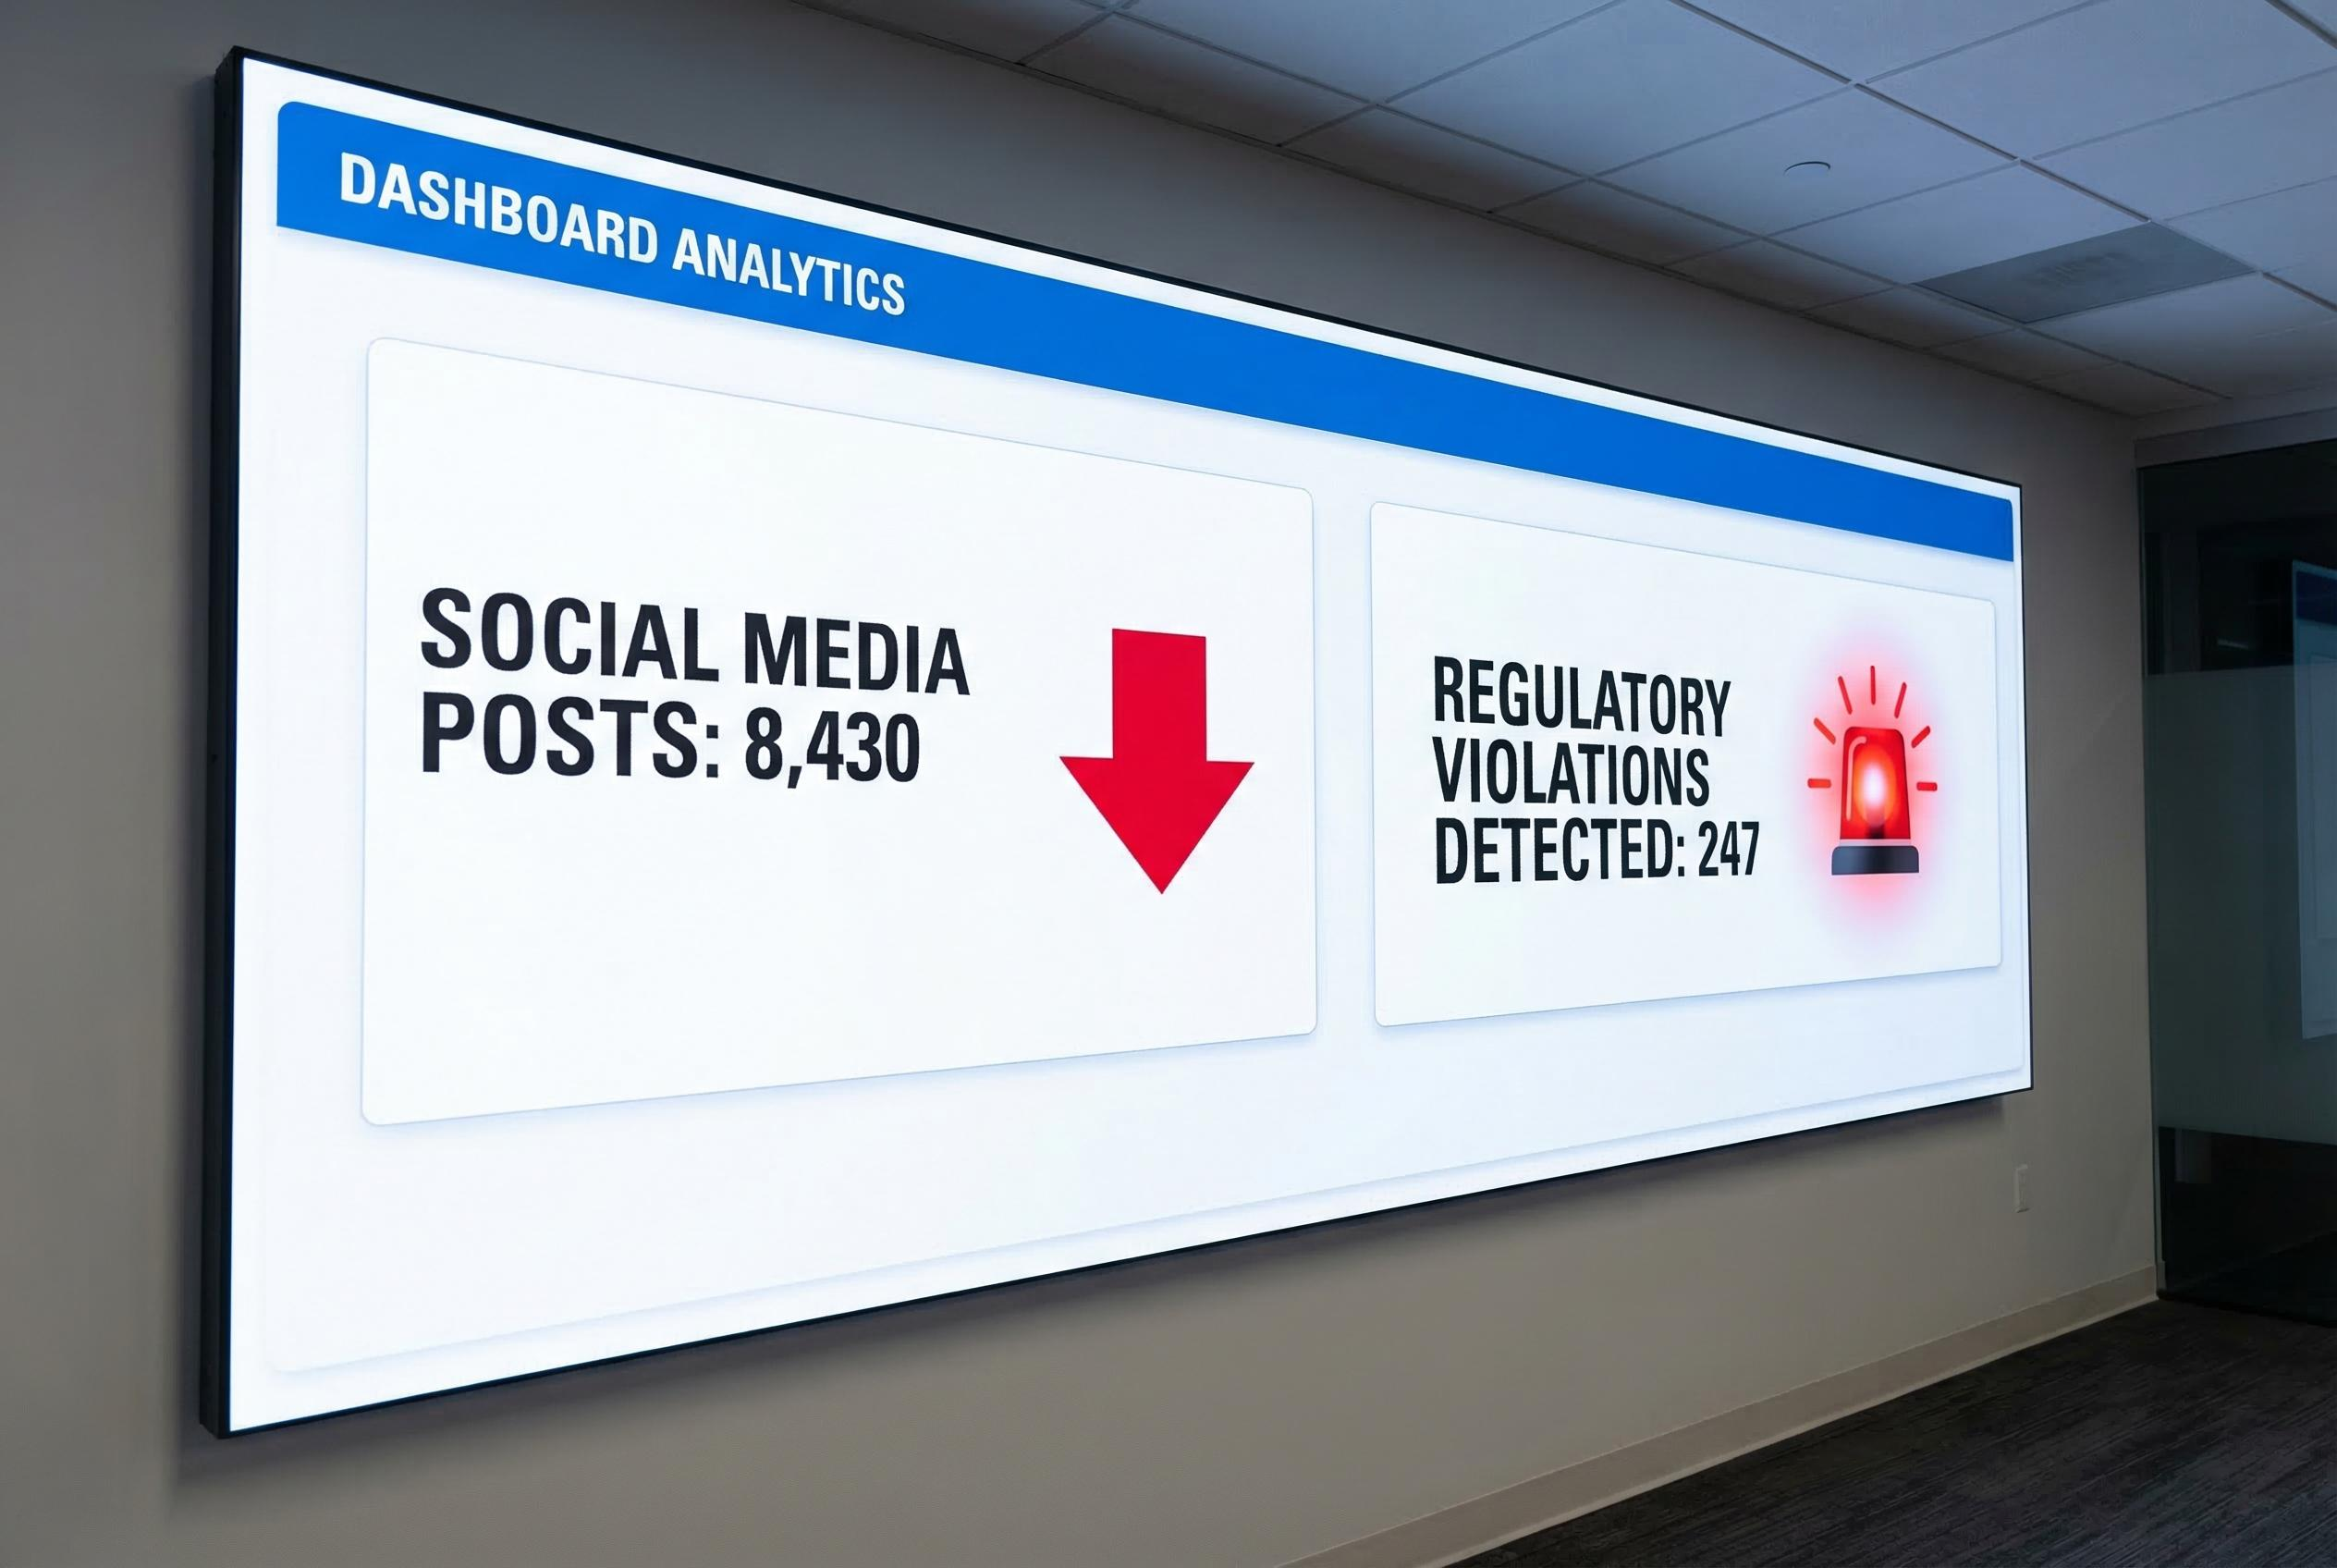 DASHBOARD ANALYTICS
SOCIAL MEDIA
POSTS: 8,430
REGULATORY
VIOLATIONS
DETECTED: 247